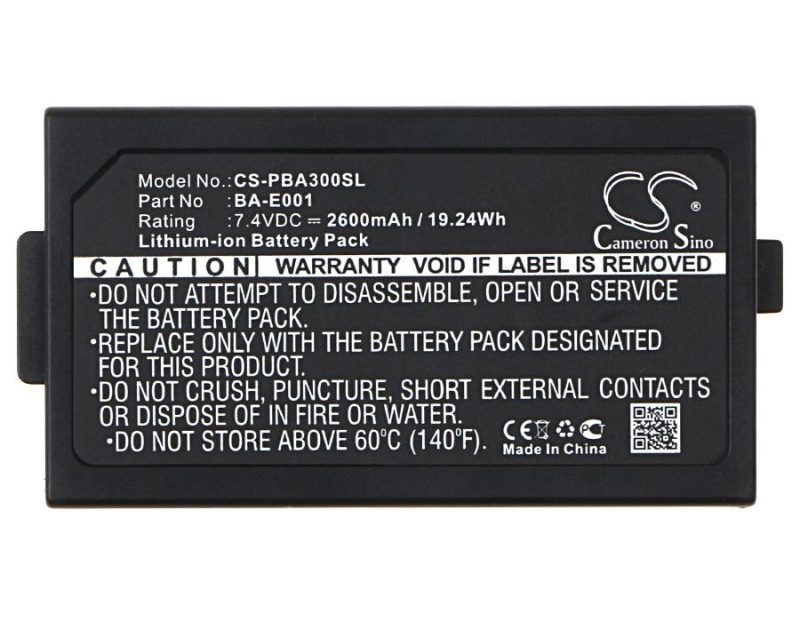 Model No.: CS-PBA300SL
Part No. : BA-E001
Rating : 7.4VDC ⎓ 2600mAh / 19.24Wh
Lithium-ion Battery Pack
CS
Cameron Sino
CAUTION WARRANTY VOID IF LABEL IS REMOVED
•DO NOT ATTEMPT TO DISASSEMBLE, OPEN OR SERVICE
THE BATTERY PACK.
•REPLACE ONLY WITH THE BATTERY PACK DESIGNATED
FOR THIS PRODUCT.
•DO NOT CRUSH, PUNCTURE, SHORT EXTERNAL CONTACTS
OR DISPOSE OF IN FIRE OR WATER.
•DO NOT STORE ABOVE 60°C (140°F).
CE PCT
Made In China